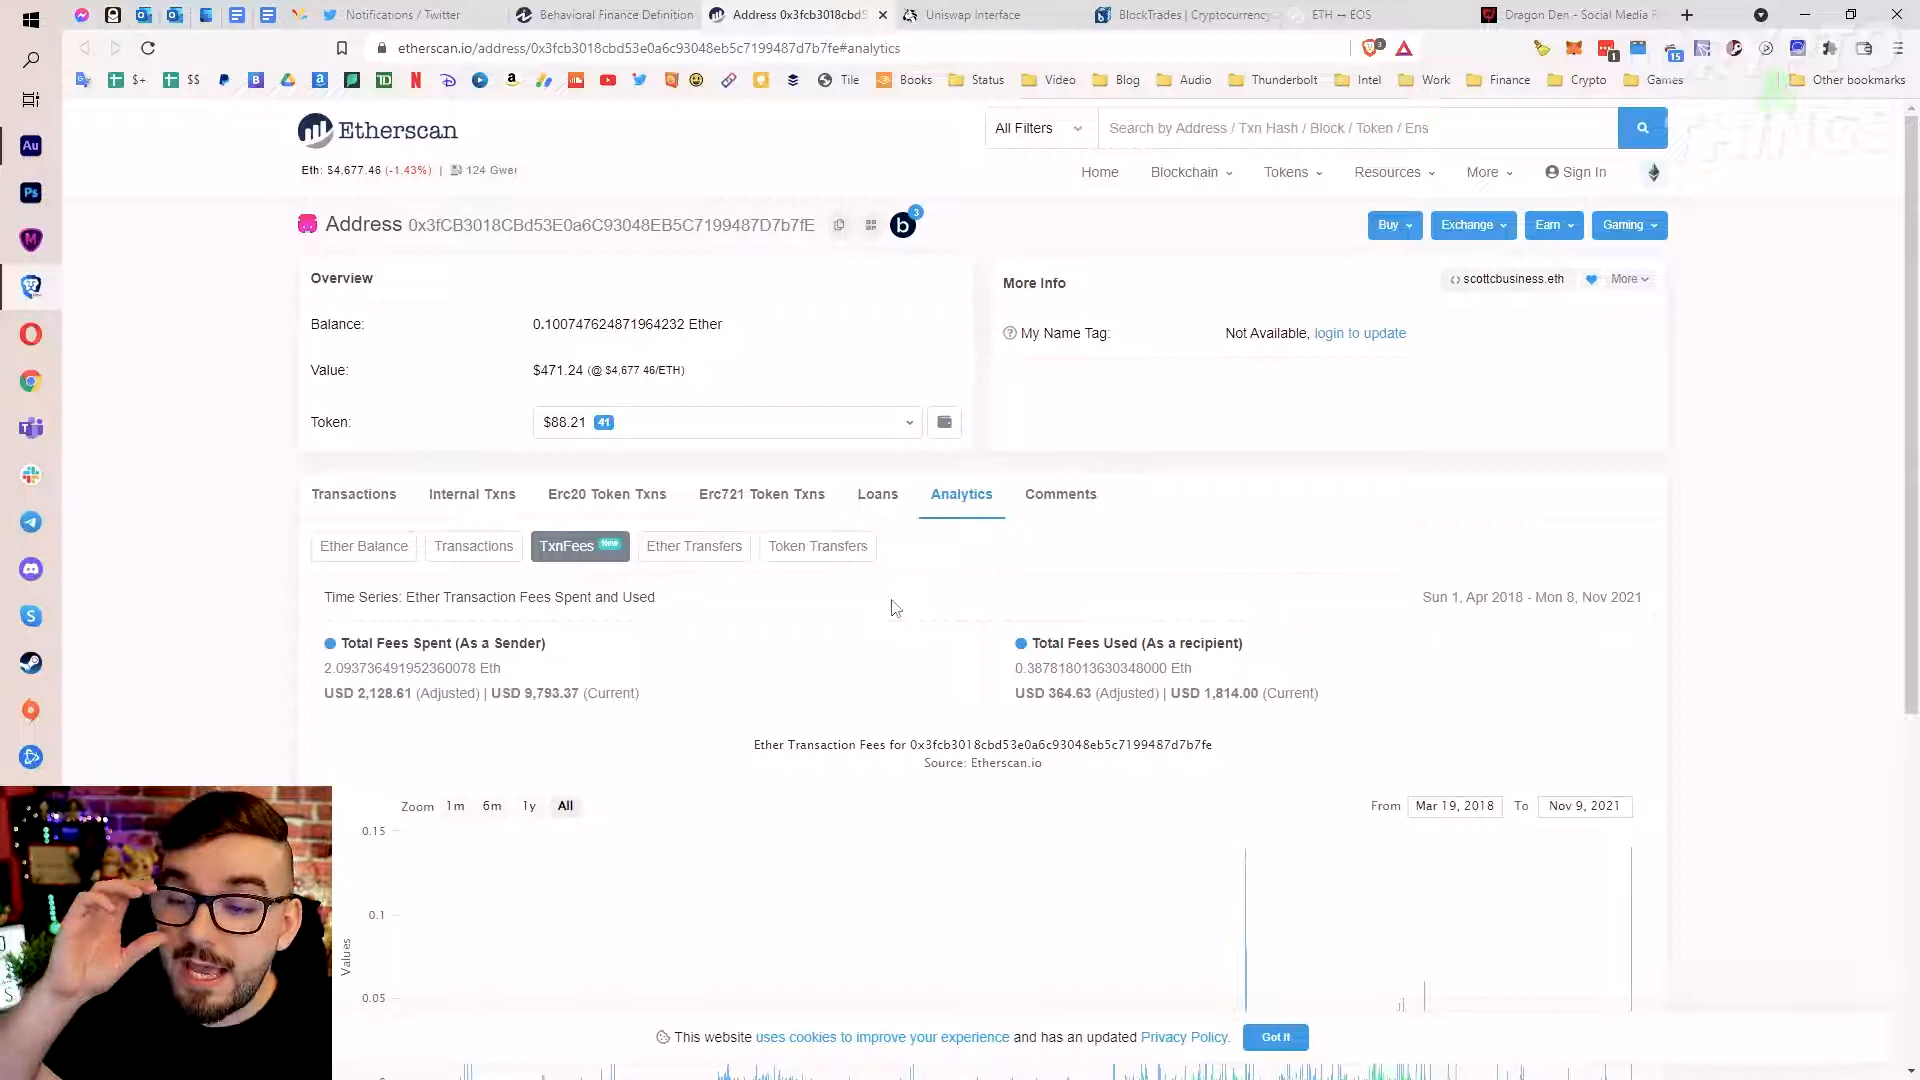 Notifications / Twitter
Behavioral Finance Definition
Address 0x3fcb3018cbd5
Uniswap Interface
BlockTrades | Cryptocurrency
ETH ↔ EOS
Dragon Den - Social Media
etherscan.io/address/0x3fcb3018cbd53e0a6c93048eb5c7199487d7b7fe#analytics
3
1
15
$+
$$
TD
Tile
Books
Status
Video
Blog
Audio
Thunderbolt
Intel
Work
Finance
Crypto
Games
Other bookmarks
Etherscan
All Filters
Search by Address / Txn Hash / Block / Token / Ens
Eth: $4,677.46 (-1.43%) | 124 Gwei
Home
Blockchain
Tokens
Resources
More
Sign In
Address 0x3fCB3018CBd53E0a6C93048EB5C7199487D7b7fE
b
3
Buy
Exchange
Earn
Gaming
Overview
Balance:
0.100747624871964232 Ether
Value:
$471.24 (@ $4,677.46/ETH)
Token:
$88.21 41
More Info
scottcbusiness.eth
More
My Name Tag:
Not Available, login to update
Transactions
Internal Txns
Erc20 Token Txns
Erc721 Token Txns
Loans
Analytics
Comments
Ether Balance
Transactions
TxnFees New
Ether Transfers
Token Transfers
Time Series: Ether Transaction Fees Spent and Used
Sun 1, Apr 2018 - Mon 8, Nov 2021
Total Fees Spent (As a Sender)
2.093736491952360078 Eth
USD 2,128.61 (Adjusted) | USD 9,793.37 (Current)
Total Fees Used (As a recipient)
0.387818013630348000 Eth
USD 364.63 (Adjusted) | USD 1,814.00 (Current)
Ether Transaction Fees for 0x3fcb3018cbd53e0a6c93048eb5c7199487d7b7fe
Source: Etherscan.io
Zoom 1m 6m 1y All
From Mar 19, 2018 To Nov 9, 2021
0.15
0.1
0.05
Values
This website uses cookies to improve your experience and has an updated Privacy Policy.
Got It
Au
Ps
M